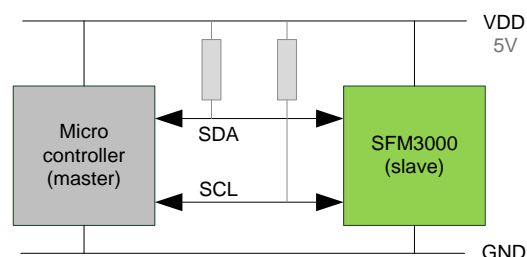 VDD
5V
Micro
controller
(master)
SDA
SCL
SFM3000
(slave)
GND